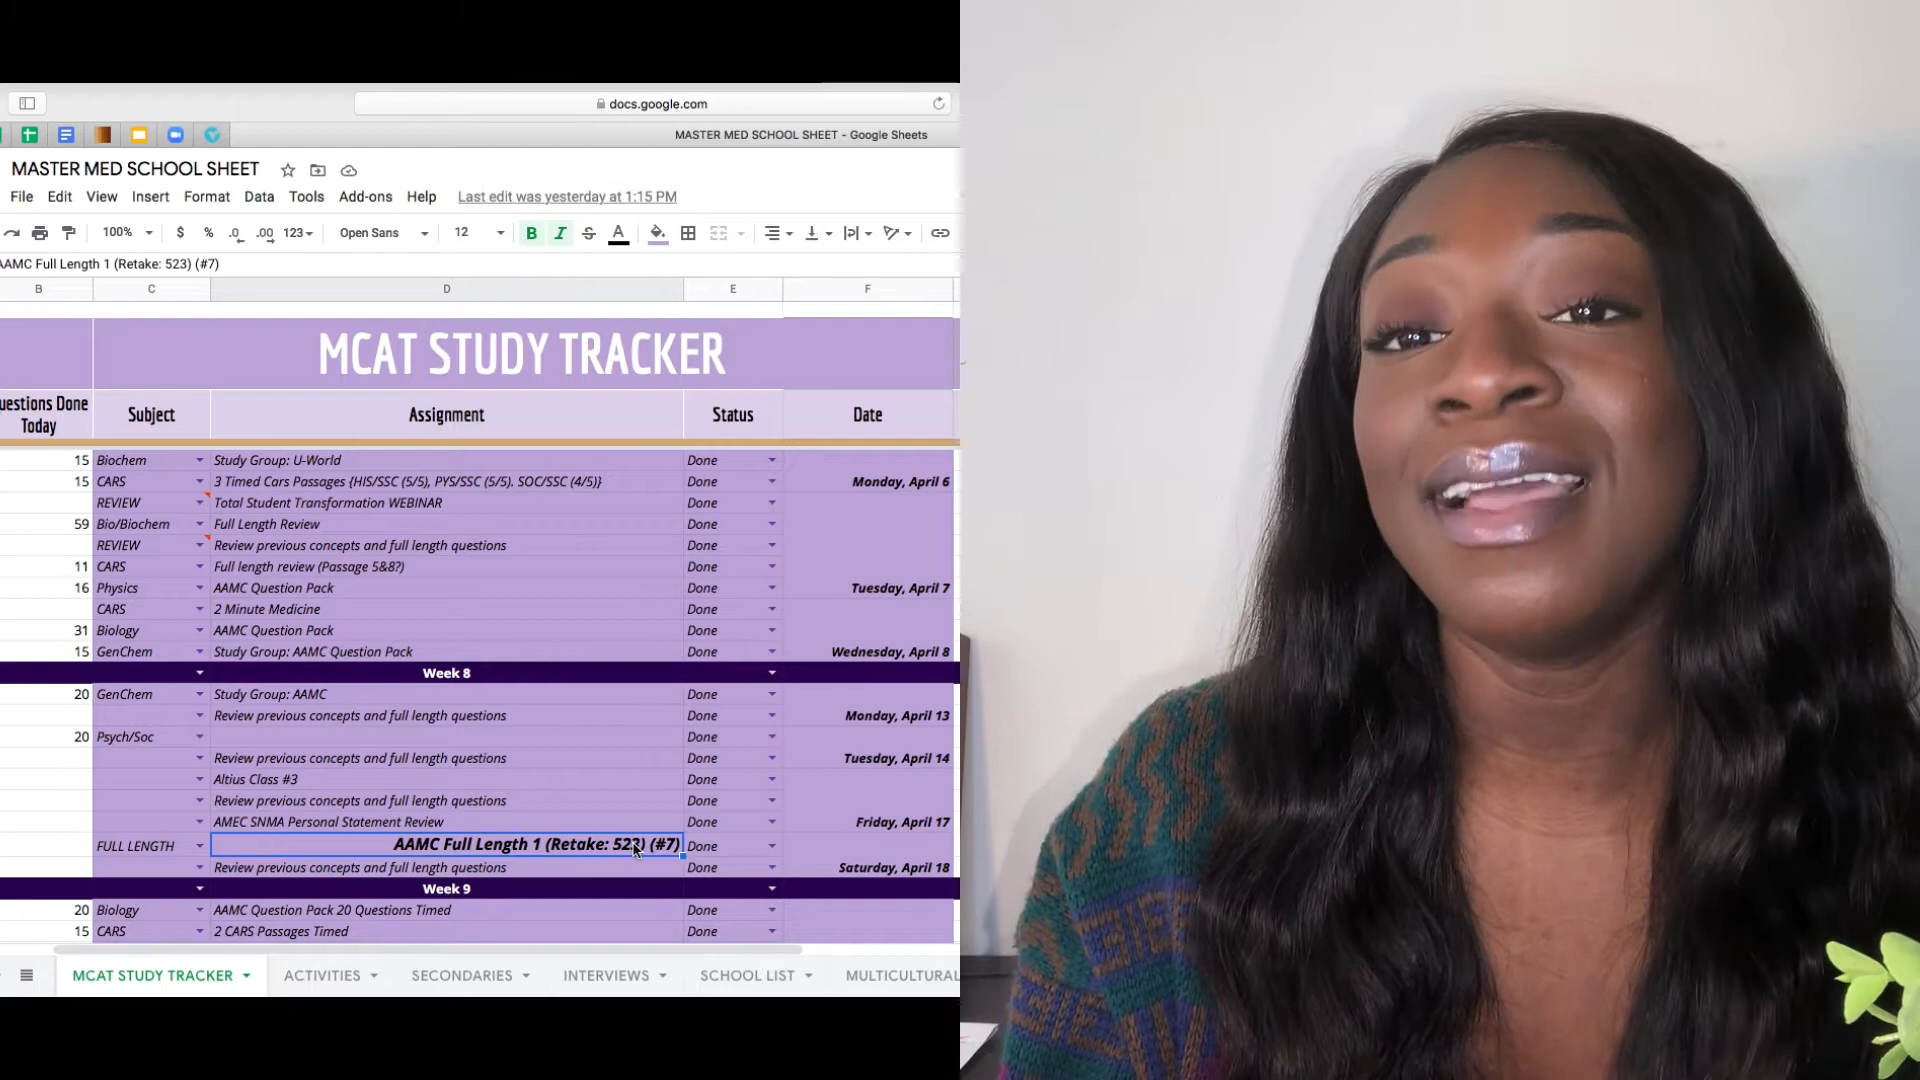 docs.google.com
MASTER MED SCHOOL SHEET - Google Sheets
MASTER MED SCHOOL SHEET
File Edit View Insert Format Data Tools Add-ons Help Last edit was yesterday at 1:15 PM
100% $ % .0 .00 123 Open Sans 12 B I S A
AAMC Full Length 1 (Retake: 523) (#7)
B C D E F
MCAT STUDY TRACKER
uestions Done Today Subject Assignment Status Date
15 Biochem Study Group: U-World Done
15 CARS 3 Timed Cars Passages {HIS/SSC (5/5), PYS/SSC (5/5). SOC/SSC (4/5)} Done Monday, April 6
REVIEW Total Student Transformation WEBINAR Done
59 Bio/Biochem Full Length Review Done
REVIEW Review previous concepts and full length questions Done
11 CARS Full length review (Passage 5&8?) Done
16 Physics AAMC Question Pack Done Tuesday, April 7
CARS 2 Minute Medicine Done
31 Biology AAMC Question Pack Done
15 GenChem Study Group: AAMC Question Pack Done Wednesday, April 8
Week 8
20 GenChem Study Group: AAMC Done
Review previous concepts and full length questions Done Monday, April 13
20 Psych/Soc Done
Review previous concepts and full length questions Done Tuesday, April 14
Altius Class #3 Done
Review previous concepts and full length questions Done
AMEC SNMA Personal Statement Review Done Friday, April 17
FULL LENGTH AAMC Full Length 1 (Retake: 523) (#7) Done
Review previous concepts and full length questions Done Saturday, April 18
Week 9
20 Biology AAMC Question Pack 20 Questions Timed Done
15 CARS 2 CARS Passages Timed Done
MCAT STUDY TRACKER ACTIVITIES SECONDARIES INTERVIEWS SCHOOL LIST MULTICULTURAL